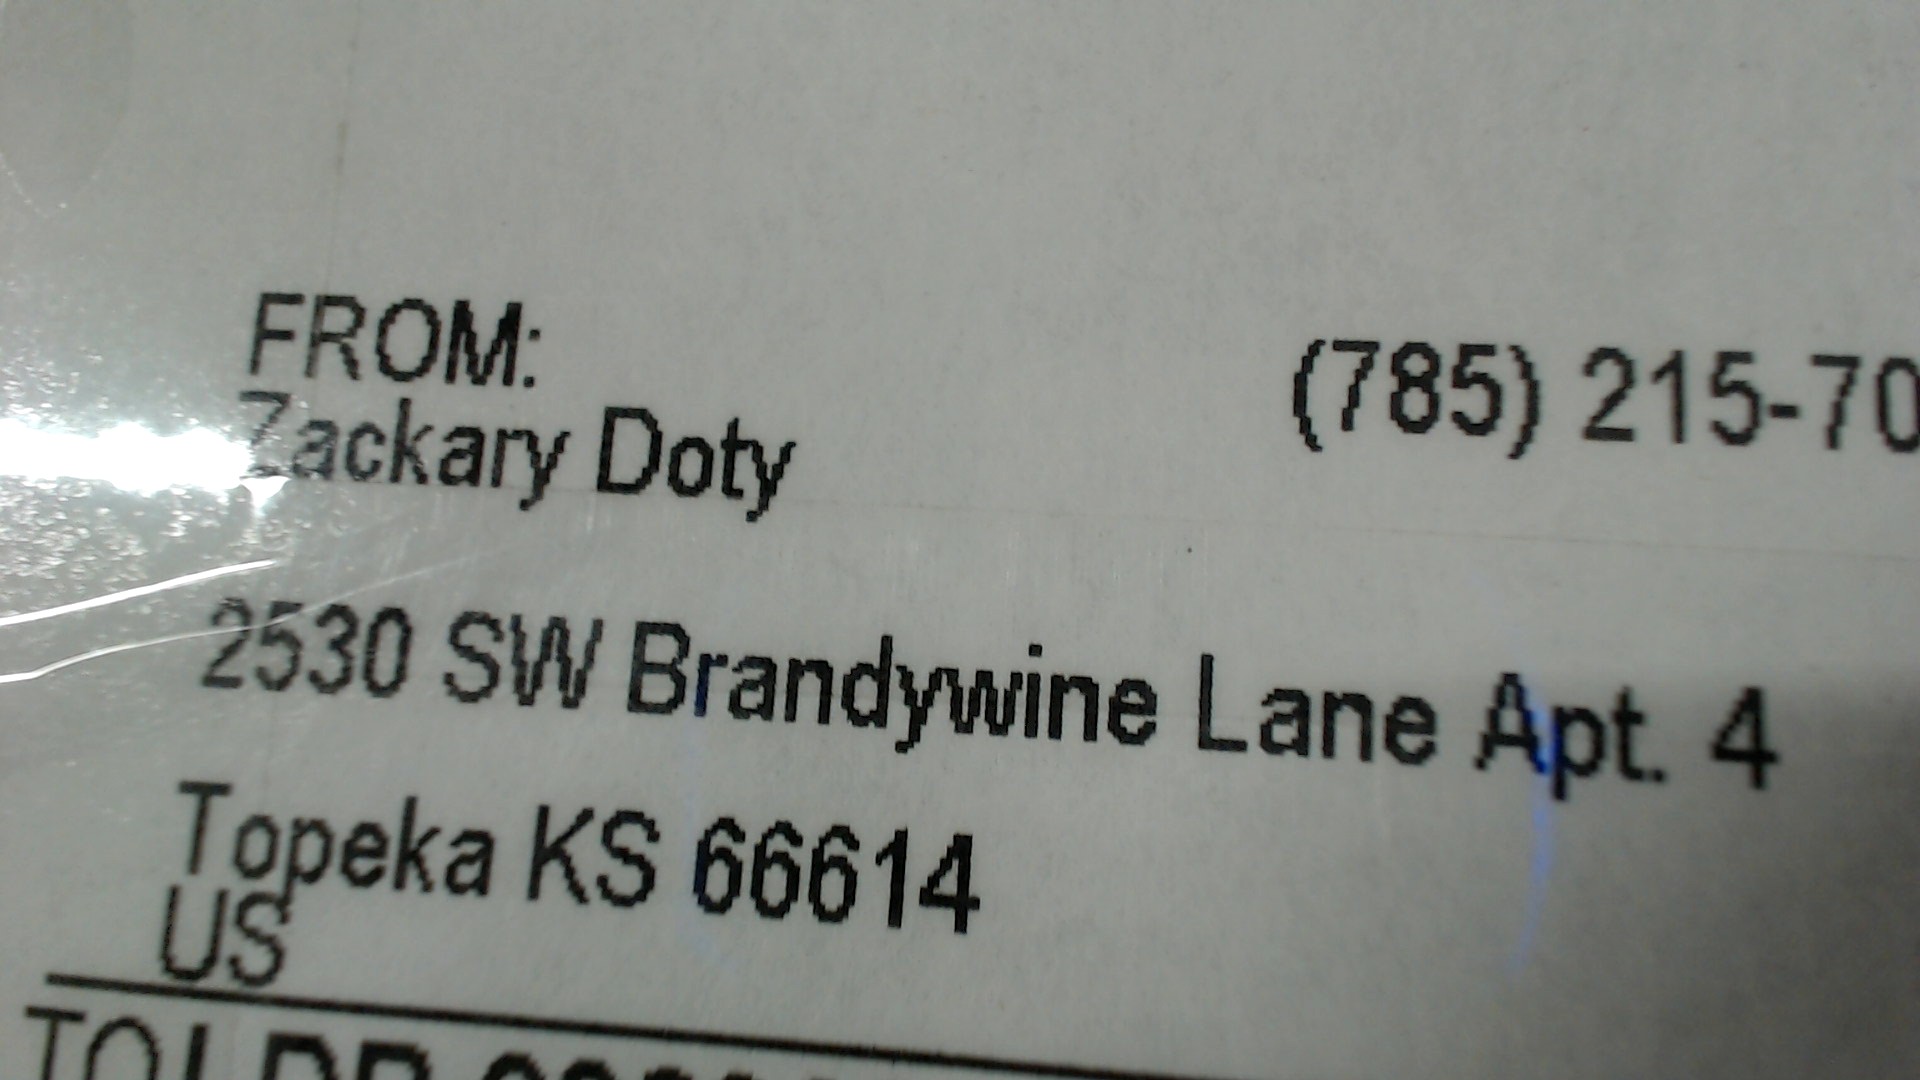 FROM:
Zackary Doty
(785) 215-70
2530 SW Brandywine Lane Apt. 4
Topeka KS 66614
US